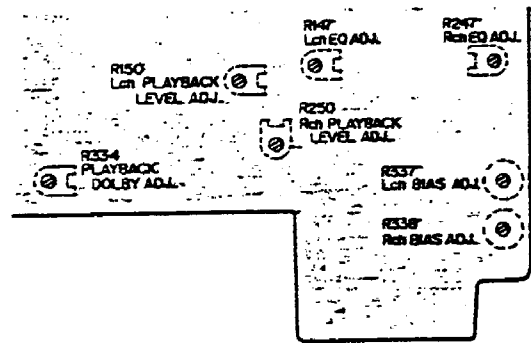 R147
Lch EQ ADJ.
R247
Rch EQ ADJ.
R150
Lch PLAYBACK
LEVEL ADJ.
R250
Rch PLAYBACK
LEVEL ADJ.
R334
PLAYBACK
DOLBY ADJ.
R337
Lch BIAS ADJ.
R338
Rch BIAS ADJ.